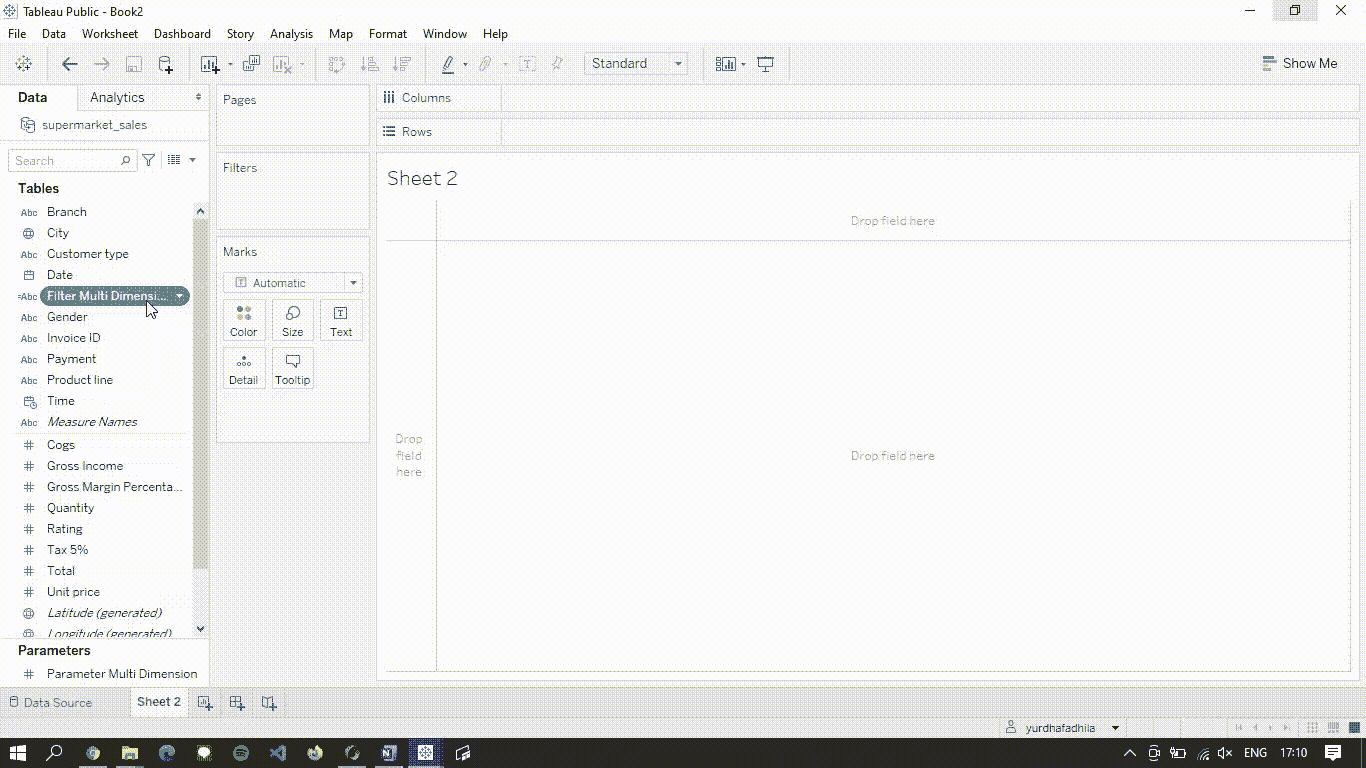 Tableau Public - Book2
File Data Worksheet Dashboard Story Analysis Map Format Window Help
Standard
Show Me
Data Analytics
supermarket_sales
Search
Tables
Abc Branch
City
Abc Customer type
Date
=Abc Filter Multi Dimensi...
Abc Gender
Abc Invoice ID
Abc Payment
Abc Product line
Time
Abc Measure Names
Cogs
Gross Income
Gross Margin Percenta...
Quantity
Rating
Tax 5%
Total
Unit price
Latitude (generated)
Longitude (generated)
Parameters
Parameter Multi Dimension
Pages
Filters
Marks
Automatic
Color Size Text
Detail Tooltip
Columns
Rows
Sheet 2
Drop field here
Drop
field
here
Drop field here
Data Source Sheet 2
yurdhafadhila
ENG 17:10